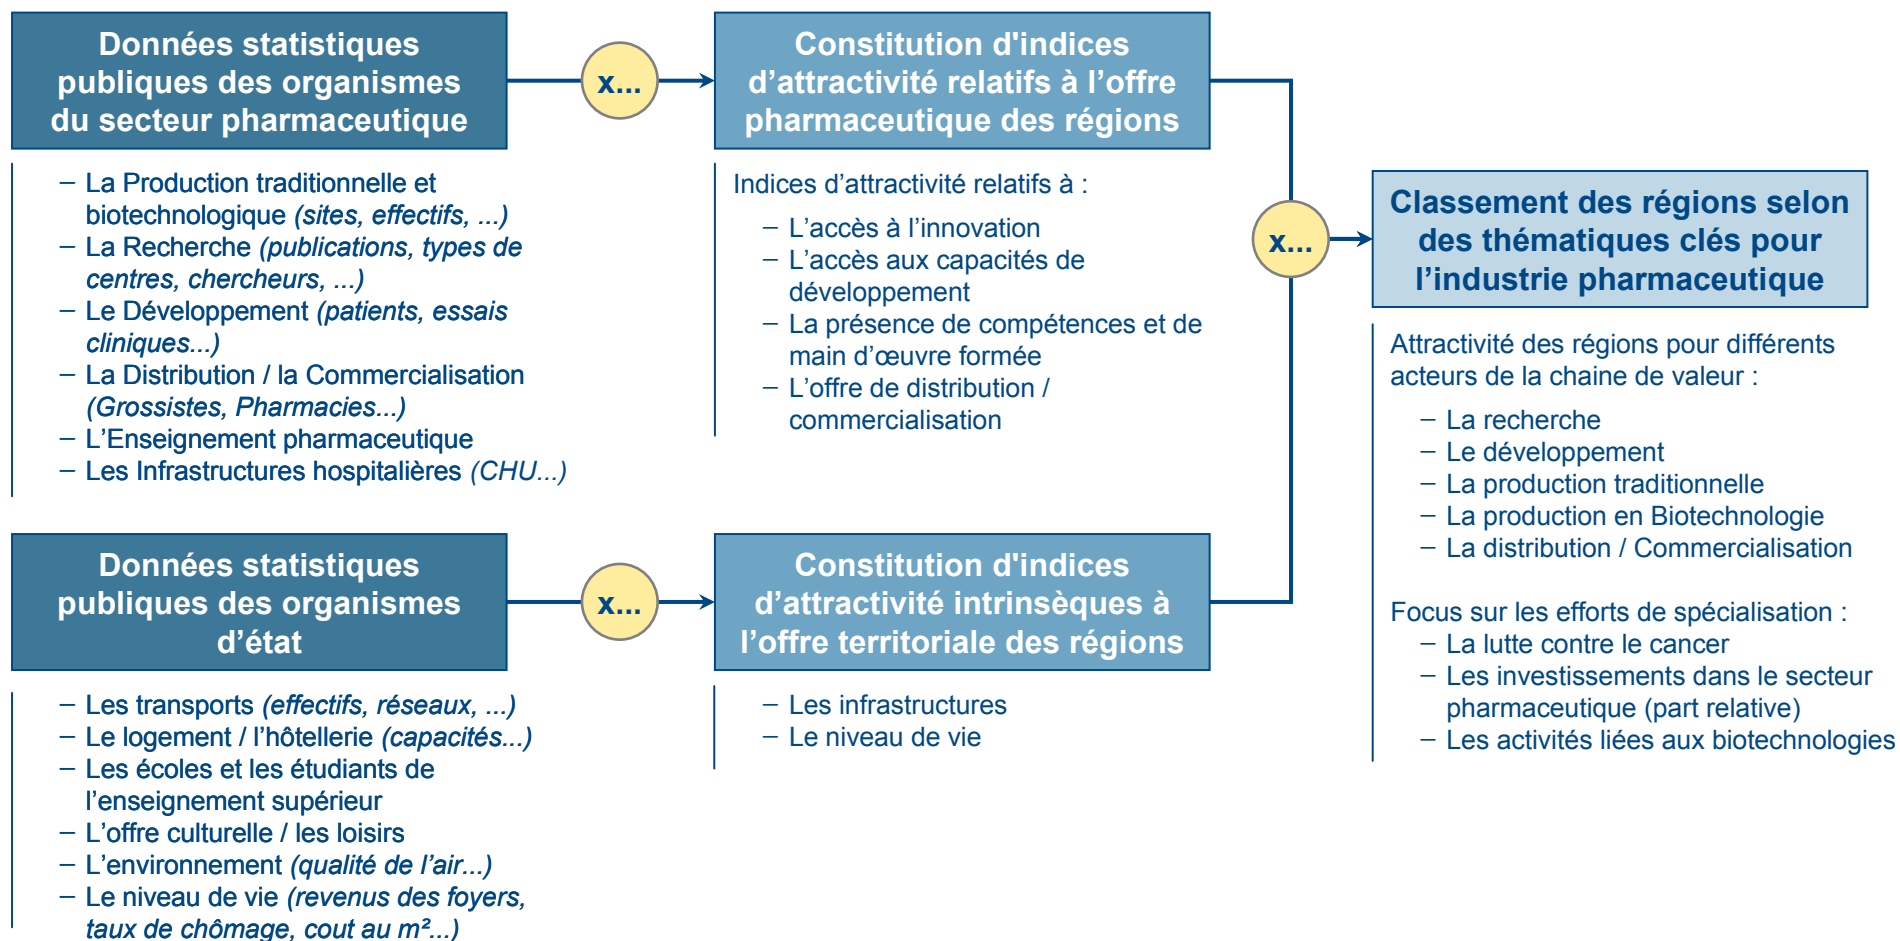 Données statistiques
publiques des organismes
du secteur pharmaceutique
x...
Constitution d'indices
d’attractivité relatifs à l’offre
pharmaceutique des régions
– La Production traditionnelle et
biotechnologique (sites, effectifs, ...)
– La Recherche (publications, types de
centres, chercheurs, ...)
– Le Développement (patients, essais
cliniques...)
– La Distribution / la Commercialisation
(Grossistes, Pharmacies...)
– L’Enseignement pharmaceutique
– Les Infrastructures hospitalières (CHU...)
Indices d’attractivité relatifs à :
– L’accès à l’innovation
– L’accès aux capacités de
développement
– La présence de compétences et de
main d’œuvre formée
– L’offre de distribution /
commercialisation
Données statistiques
publiques des organismes
d’état
x...
Constitution d'indices
d’attractivité intrinsèques à
l’offre territoriale des régions
– Les transports (effectifs, réseaux, ...)
– Le logement / l’hôtellerie (capacités...)
– Les écoles et les étudiants de
l’enseignement supérieur
– L’offre culturelle / les loisirs
– L’environnement (qualité de l’air...)
– Le niveau de vie (revenus des foyers,
taux de chômage, cout au m²...)
– Les infrastructures
– Le niveau de vie
x...
Classement des régions selon
des thématiques clés pour
l’industrie pharmaceutique
Attractivité des régions pour différents
acteurs de la chaine de valeur :
– La recherche
– Le développement
– La production traditionnelle
– La production en Biotechnologie
– La distribution / Commercialisation
Focus sur les efforts de spécialisation :
– La lutte contre le cancer
– Les investissements dans le secteur
pharmaceutique (part relative)
– Les activités liées aux biotechnologies